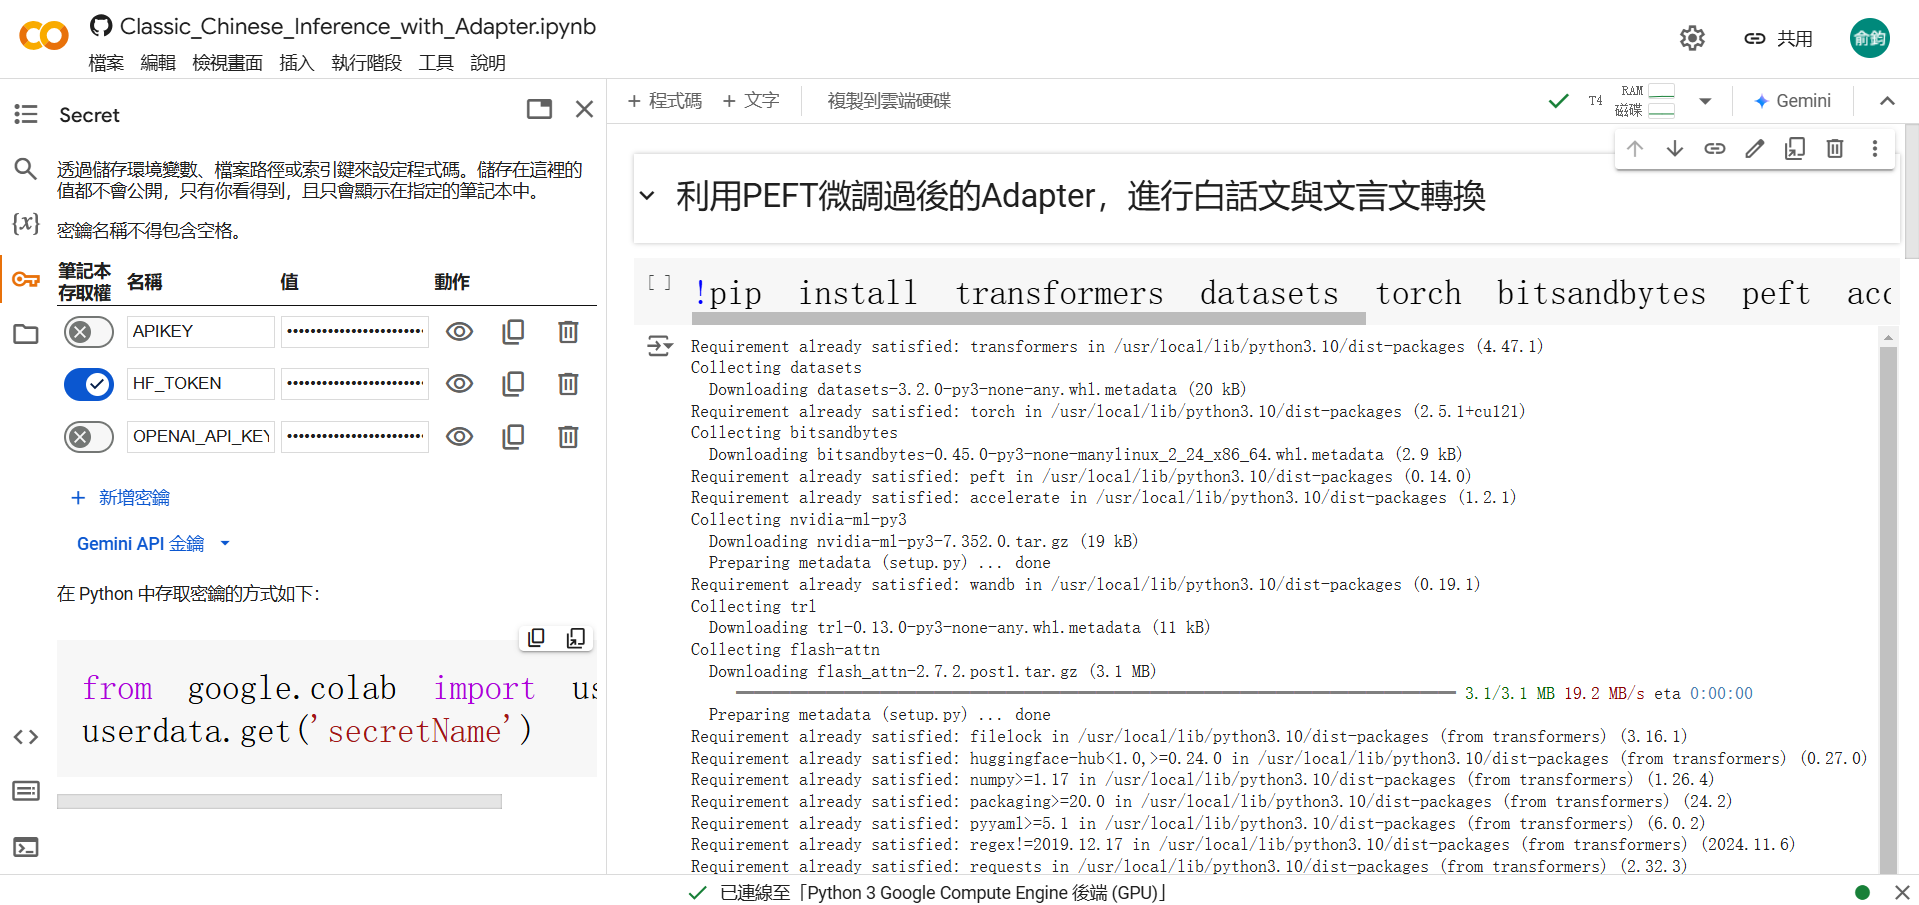 Classic_Chinese_Inference_with_Adapter.ipynb
檔案 編輯 檢視畫面 插入 執行階段 工具 說明
共用
俞鈞
Secret
透過儲存環境變數、檔案路徑或索引鍵來設定程式碼。儲存在這裡的
值都不會公開，只有你看得到，且只會顯示在指定的筆記本中。
密鑰名稱不得包含空格。
筆記本
存取權 名稱 值 動作
APIKEY ••••••••••••••••••••••••
HF_TOKEN ••••••••••••••••••••••••
OPENAI_API_KEY ••••••••••••••••••••••••
+ 新增密鑰
Gemini API 金鑰
在 Python 中存取密鑰的方式如下：
from google.colab import us
userdata.get('secretName')
+ 程式碼 + 文字 複製到雲端硬碟
T4 RAM
磁碟
Gemini
利用PEFT微調過後的Adapter，進行白話文與文言文轉換
[ ] !pip install transformers datasets torch bitsandbytes peft acc
Requirement already satisfied: transformers in /usr/local/lib/python3.10/dist-packages (4.47.1)
Collecting datasets
Downloading datasets-3.2.0-py3-none-any.whl.metadata (20 kB)
Requirement already satisfied: torch in /usr/local/lib/python3.10/dist-packages (2.5.1+cu121)
Collecting bitsandbytes
Downloading bitsandbytes-0.45.0-py3-none-manylinux_2_24_x86_64.whl.metadata (2.9 kB)
Requirement already satisfied: peft in /usr/local/lib/python3.10/dist-packages (0.14.0)
Requirement already satisfied: accelerate in /usr/local/lib/python3.10/dist-packages (1.2.1)
Collecting nvidia-ml-py3
Downloading nvidia-ml-py3-7.352.0.tar.gz (19 kB)
Preparing metadata (setup.py) ... done
Requirement already satisfied: wandb in /usr/local/lib/python3.10/dist-packages (0.19.1)
Collecting trl
Downloading trl-0.13.0-py3-none-any.whl.metadata (11 kB)
Collecting flash-attn
Downloading flash_attn-2.7.2.post1.tar.gz (3.1 MB)
3.1/3.1 MB 19.2 MB/s eta 0:00:00
Preparing metadata (setup.py) ... done
Requirement already satisfied: filelock in /usr/local/lib/python3.10/dist-packages (from transformers) (3.16.1)
Requirement already satisfied: huggingface-hub<1.0,>=0.24.0 in /usr/local/lib/python3.10/dist-packages (from transformers) (0.27.0)
Requirement already satisfied: numpy>=1.17 in /usr/local/lib/python3.10/dist-packages (from transformers) (1.26.4)
Requirement already satisfied: packaging>=20.0 in /usr/local/lib/python3.10/dist-packages (from transformers) (24.2)
Requirement already satisfied: pyyaml>=5.1 in /usr/local/lib/python3.10/dist-packages (from transformers) (6.0.2)
Requirement already satisfied: regex!=2019.12.17 in /usr/local/lib/python3.10/dist-packages (from transformers) (2024.11.6)
Requirement already satisfied: requests in /usr/local/lib/python3.10/dist-packages (from transformers) (2.32.3)
已連線至「Python 3 Google Compute Engine 後端 (GPU)」